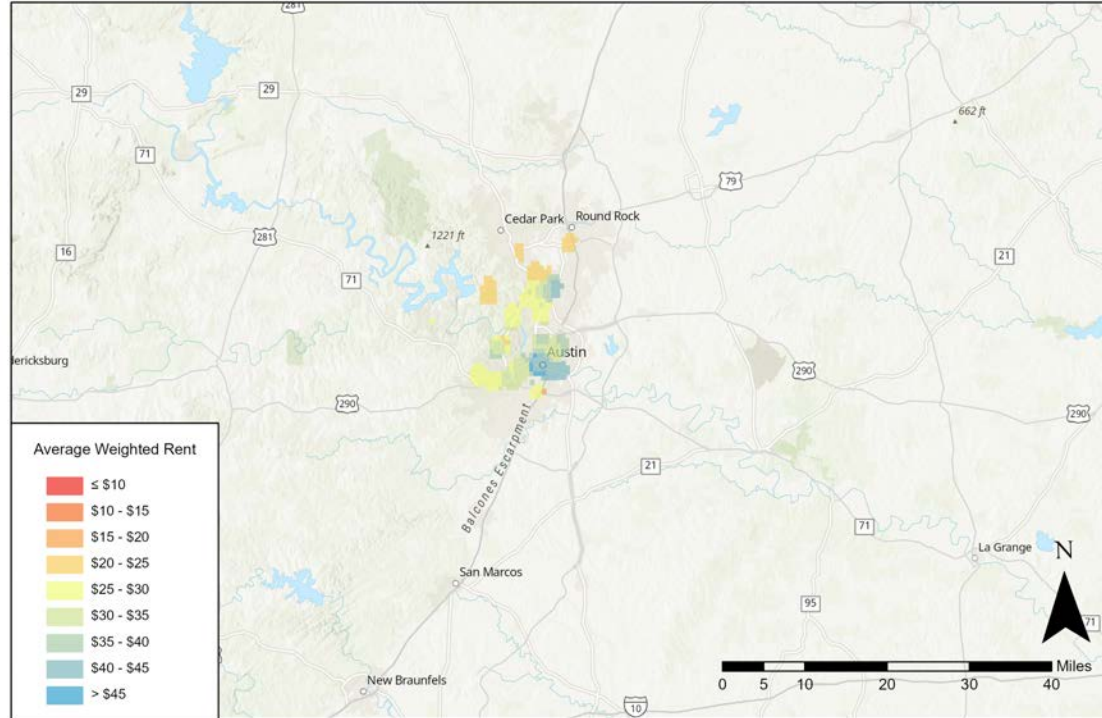 281
29
29
662 ft
71
79
Cedar Park
Round Rock
1221 ft
281
16
21
71
dericksburg
Austin
290
290
290
Balcones Escarpment
21
71
La Grange
San Marcos
95
71
New Braunfels
10
Average Weighted Rent
≤ $10
$10 - $15
$15 - $20
$20 - $25
$25 - $30
$30 - $35
$35 - $40
$40 - $45
> $45
N
Miles
0 5 10 20 30 40